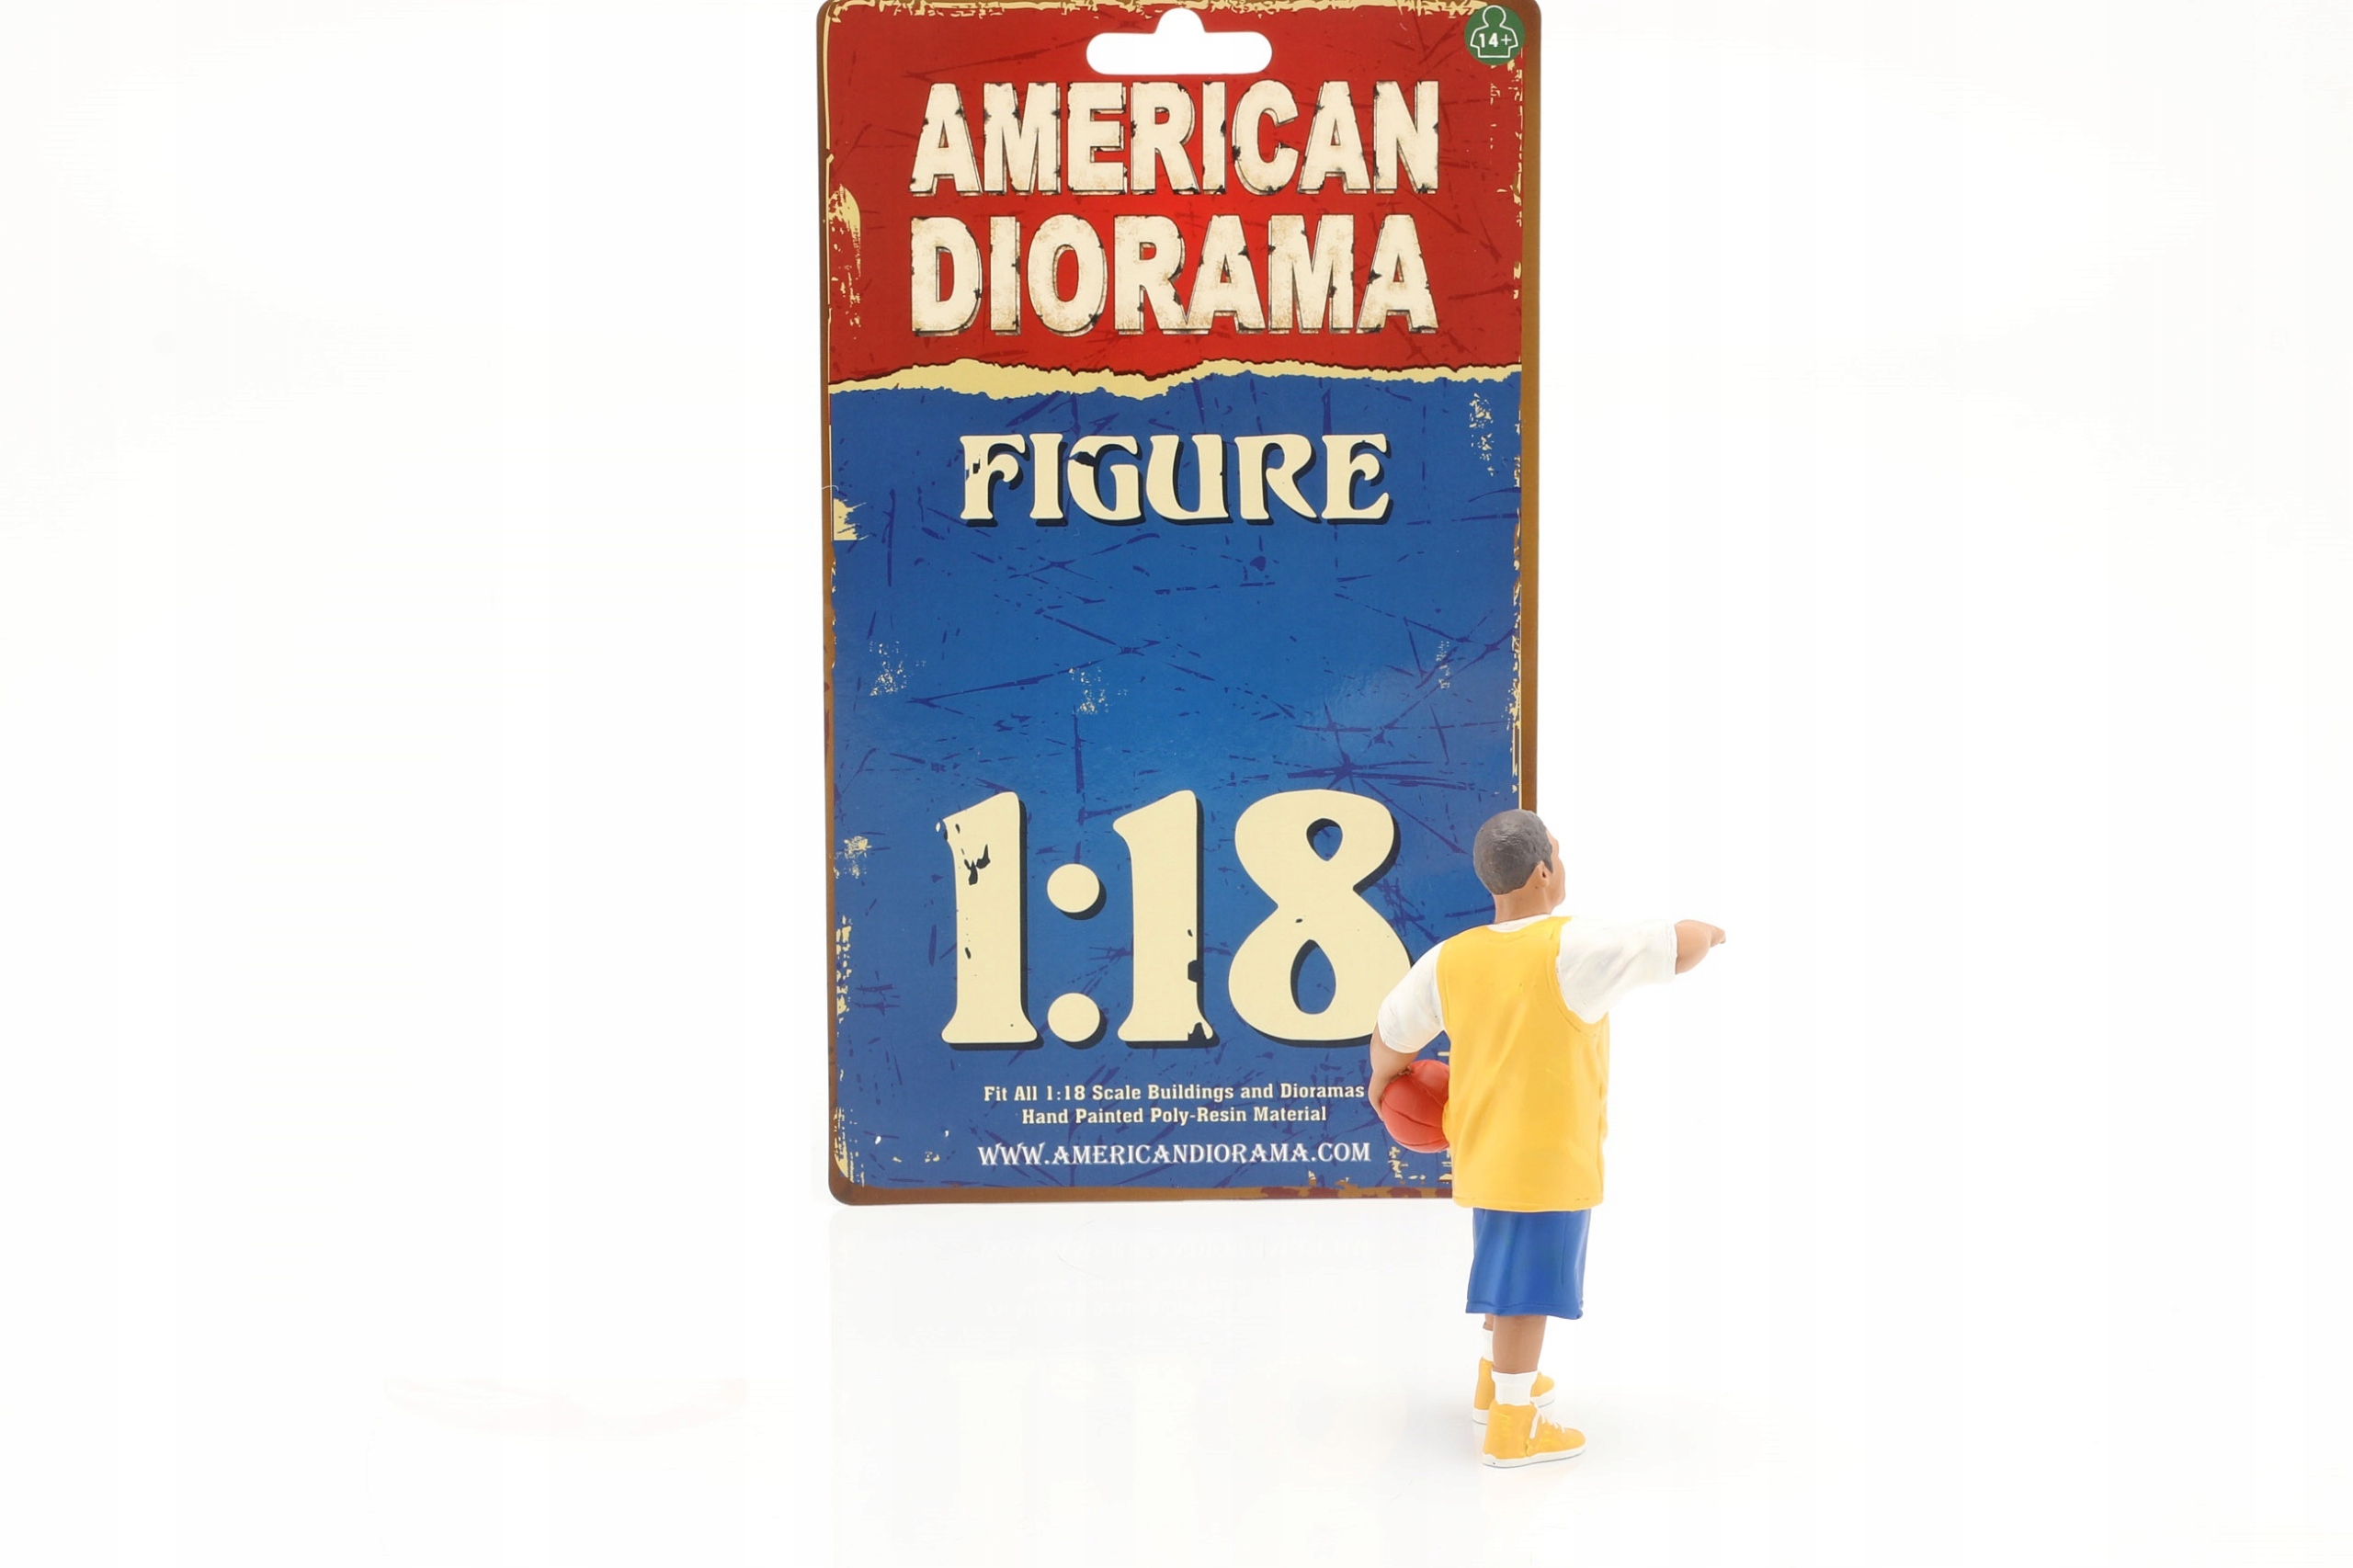 14+
AMERICAN
DIORAMA
FIGURE
1:18
Fit All 1:18 Scale Buildings and Dioramas
Hand Painted Poly-Resin Material
WWW.AMERICANDIORAMA.COM